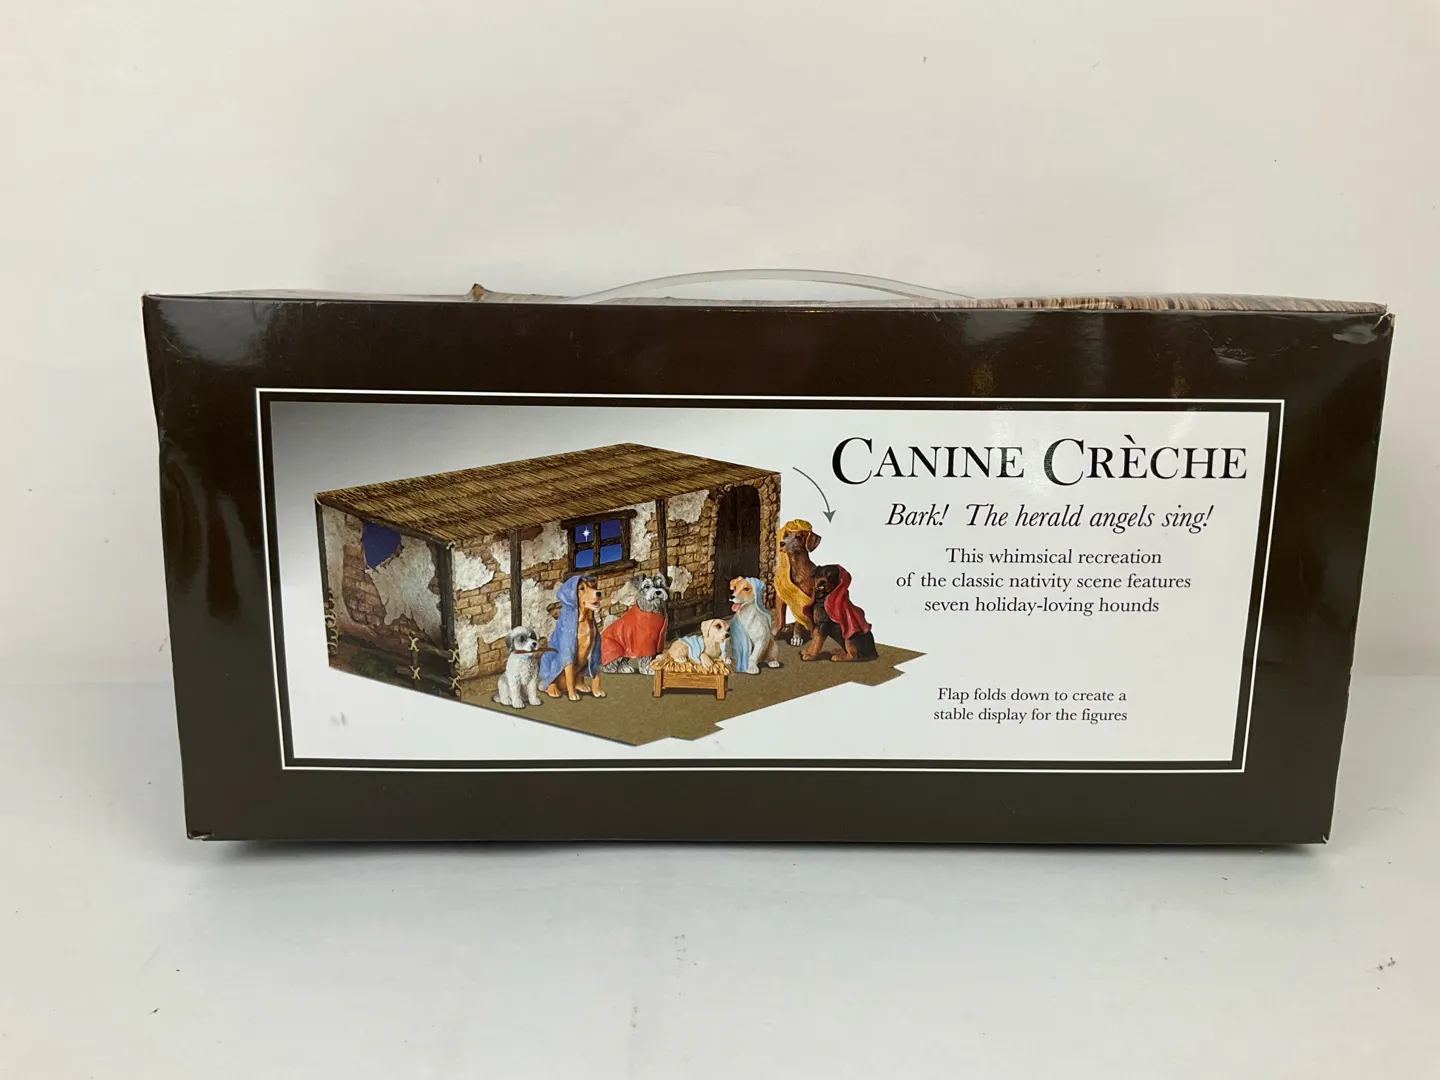 CANINE CRÈCHE
Bark! The herald angels sing!
This whimsical recreation
of the classic nativity scene features
seven holiday-loving hounds
Flap folds down to create a
stable display for the figures